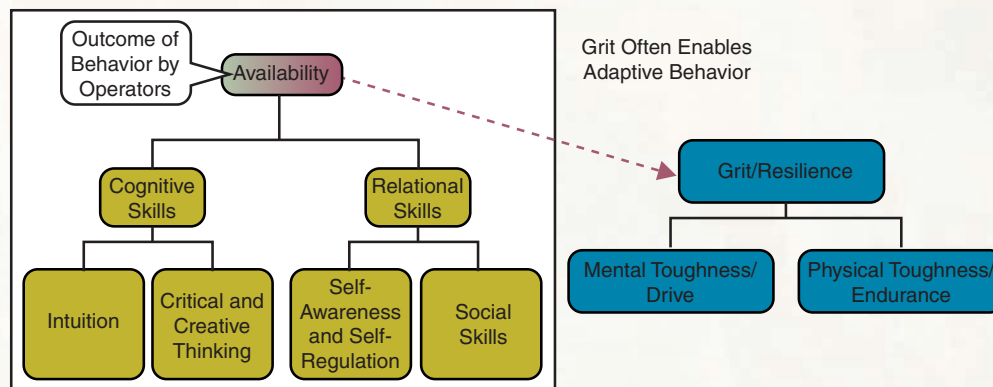 Outcome of
Behavior by
Operators
Availability
Grit Often Enables
Adaptive Behavior
Cognitive
Skills
Relational
Skills
Grit/Resilience
Intuition
Critical and
Creative
Thinking
Self-
Awareness
and Self-
Regulation
Social
Skills
Mental Toughness/
Drive
Physical Toughness/
Endurance